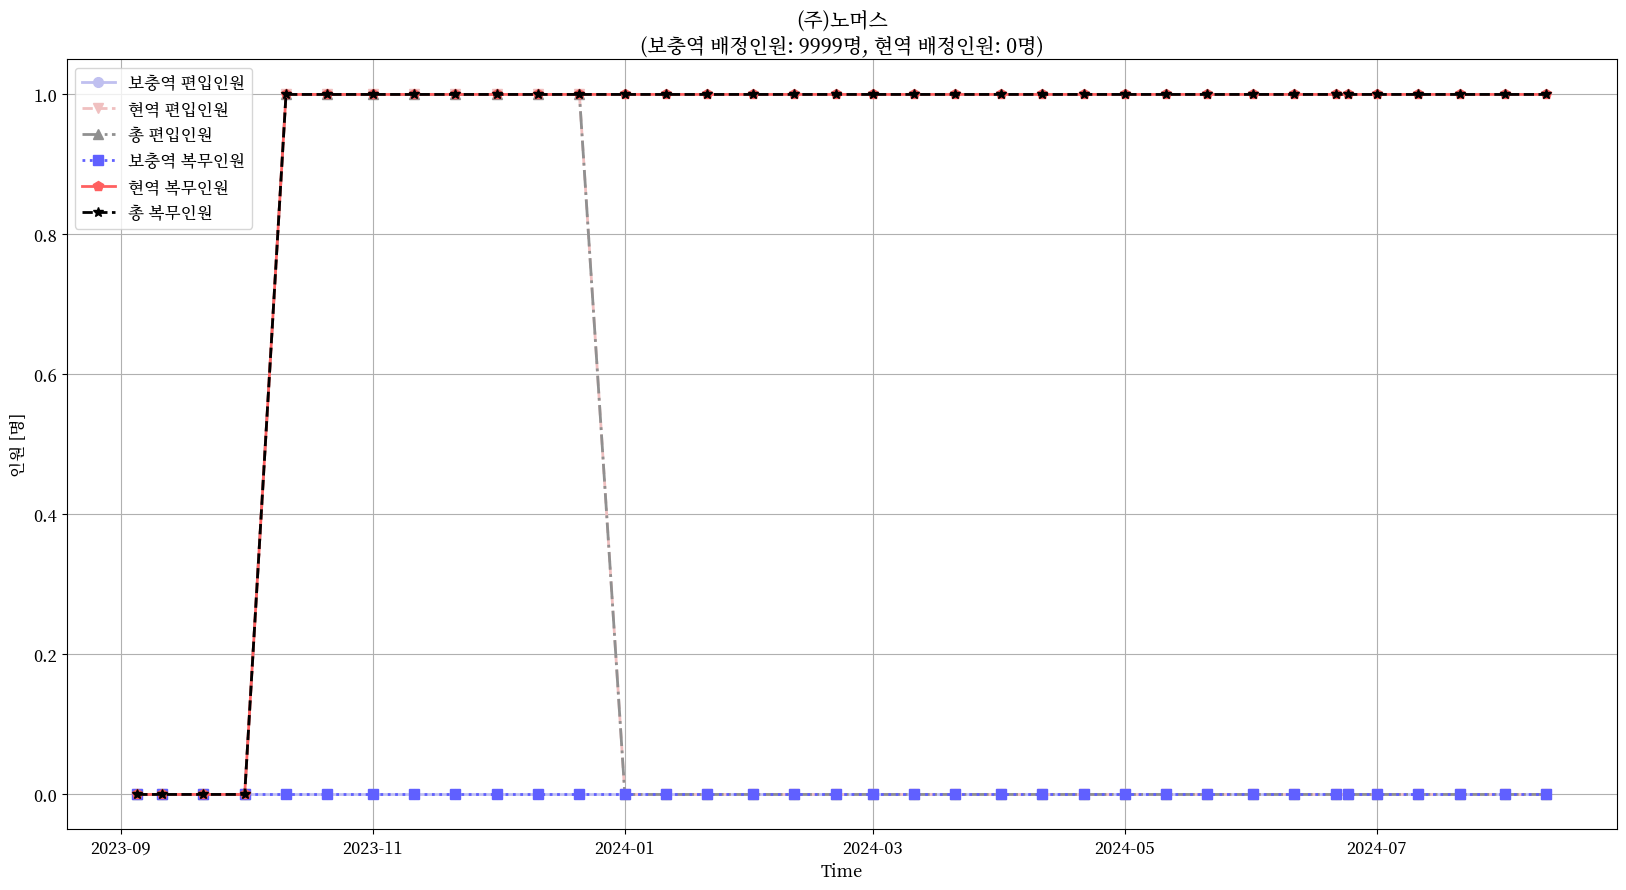 (주)노머스
(보충역 배정인원: 9999명, 현역 배정인원: 0명)
보충역 편입인원
현역 편입인원
총 편입인원
보충역 복무인원
현역 복무인원
총 복무인원
1.0
0.8
0.6
0.4
0.2
0.0
인원 [명]
2023-09
2023-11
2024-01
2024-03
2024-05
2024-07
Time